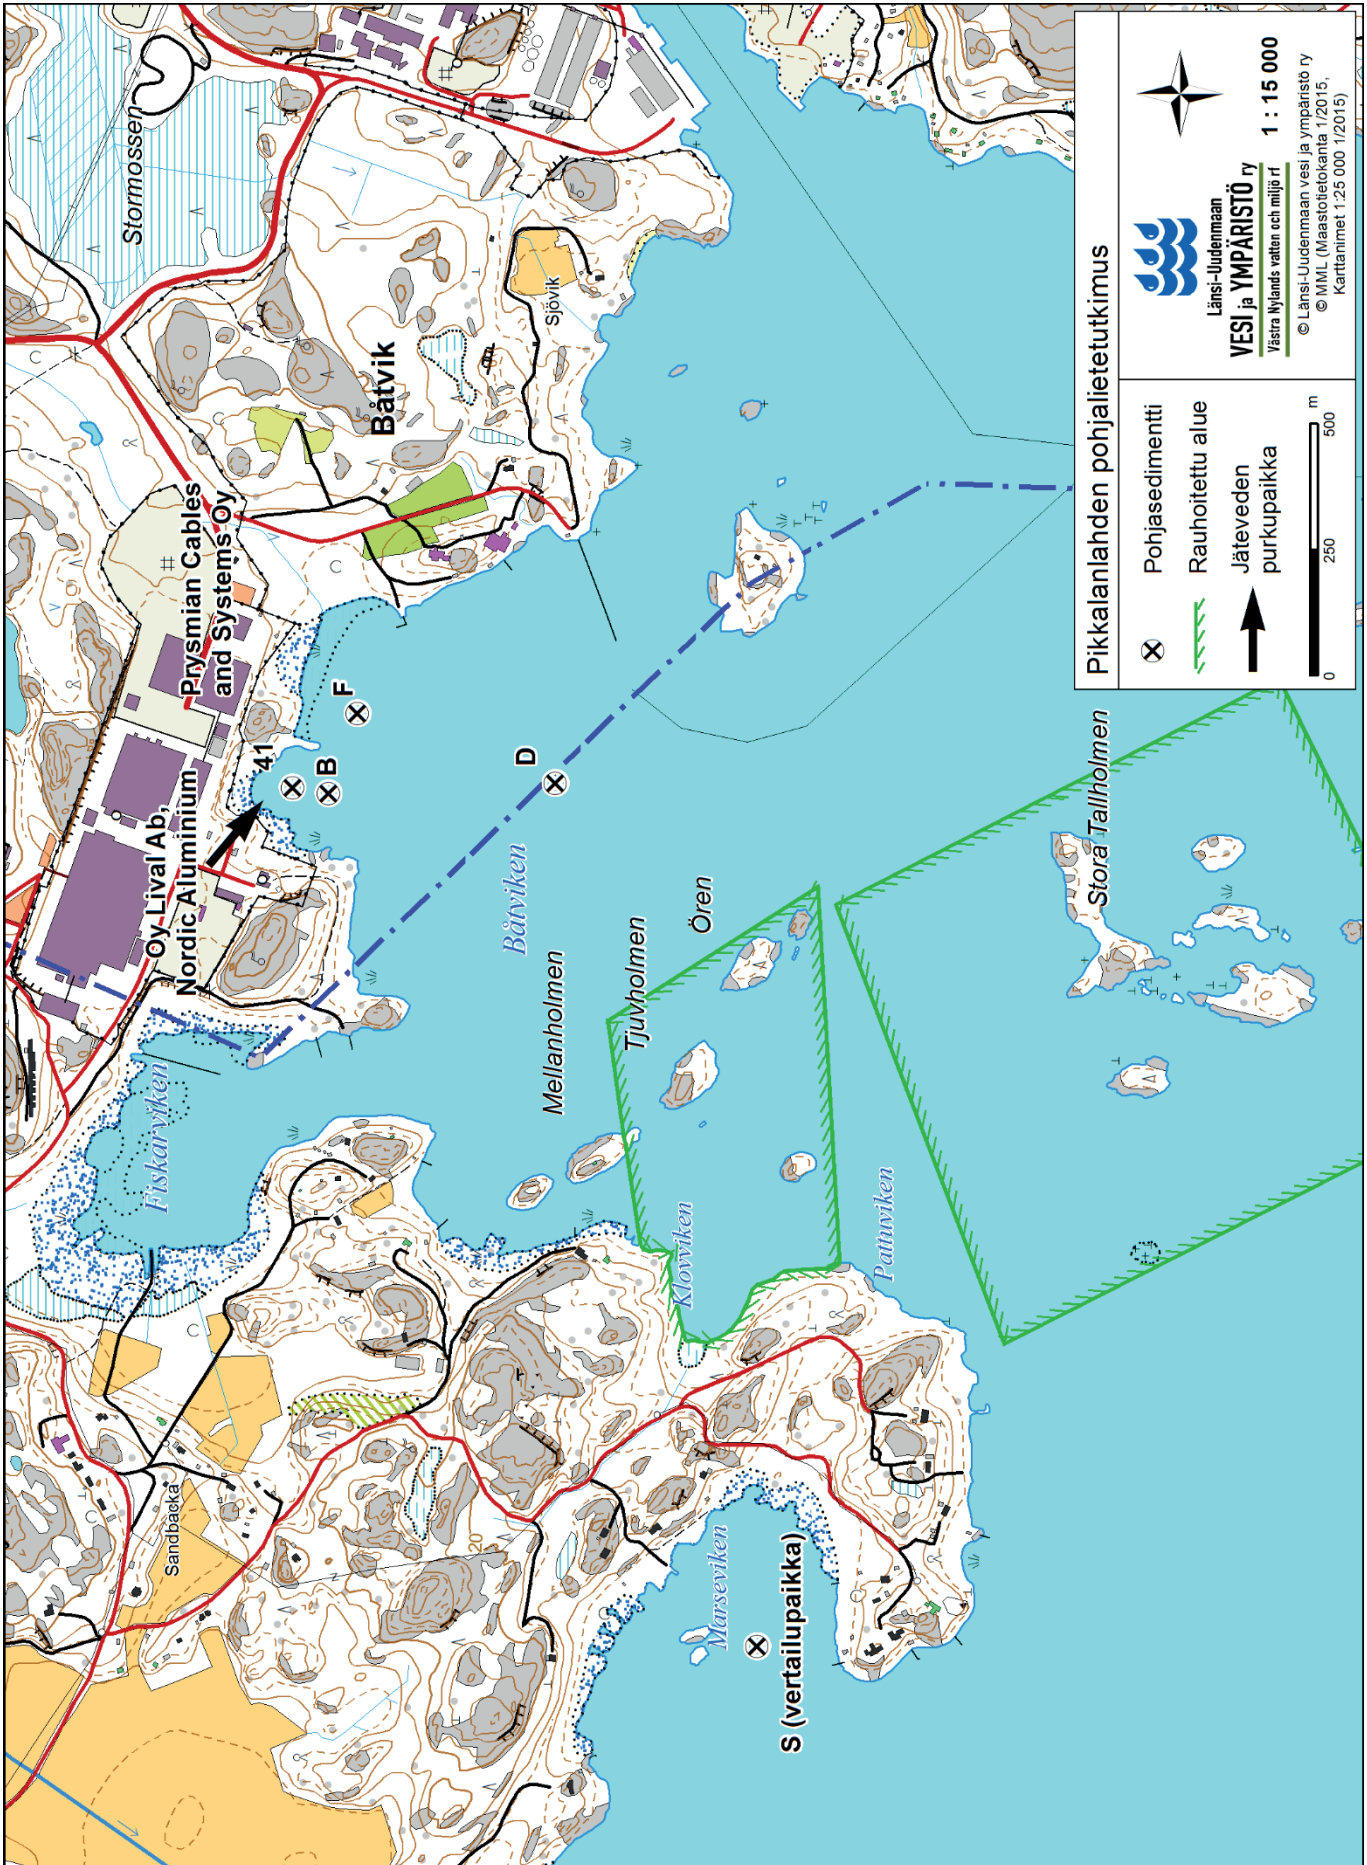 Stormossen
Båtvik
Sjövik
Prysmian Cables
and Systems Oy
Oy Lival Ab,
Nordic Aluminium
41
B
F
D
Båtviken
Fiskarviken
Mellanholmen
Tjuvholmen
Ören
Stora Tallholmen
Klovviken
Pattuviken
Marseviken
S (vertailupaikka)
Sandbacka
20
Pikkalanlahden pohjalietetutkimus
Pohjasedimentti
Rauhoitettu alue
Jäteveden
purkupaikka
0 250 500 m
Länsi-Uudenmaan
VESI ja YMPÄRISTÖ ry
Västra Nylands vatten och miljö rf
1 : 15 000
© Länsi-Uudenmaan vesi ja ympäristö ry
© MML (Maastotietokanta 1/2015,
Karttanimet 1:25 000 1/2015)